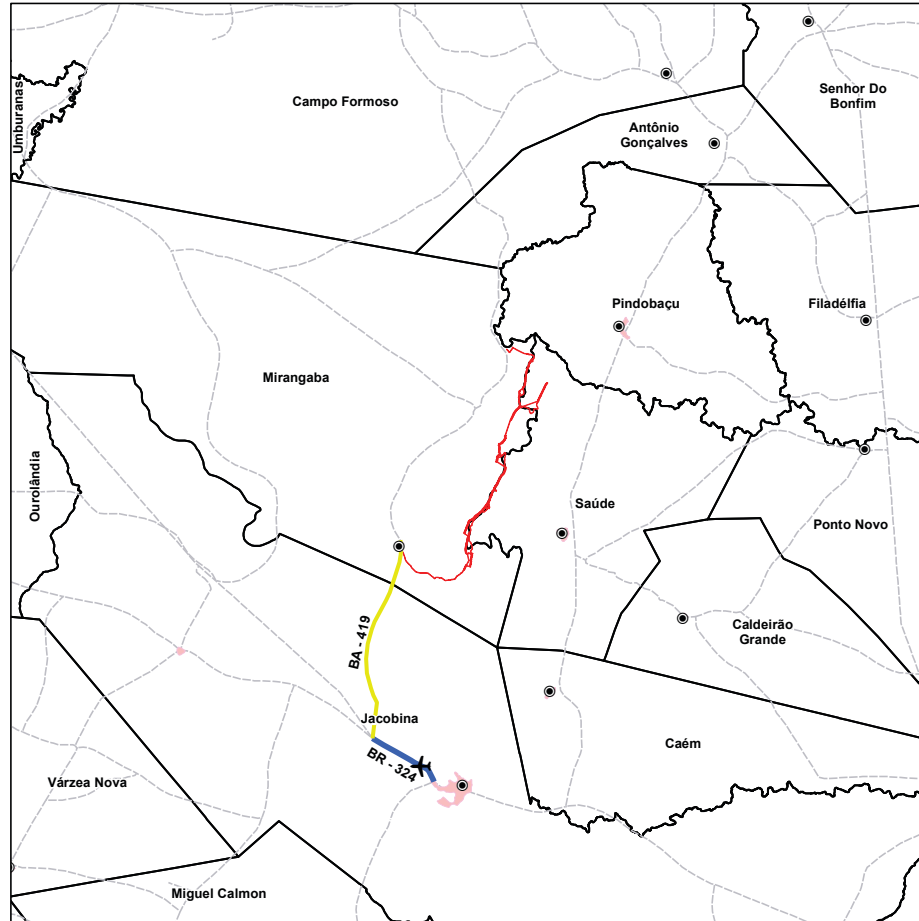 Umburanas
Campo Formoso
Senhor Do
Bonfim
Antônio
Gonçalves
Pindobaçu
Filadélfia
Mirangaba
Ourolândia
Saúde
Ponto Novo
Caldeirão
Grande
BA - 419
Jacobina
BR - 324
Caém
Várzea Nova
Miguel Calmon